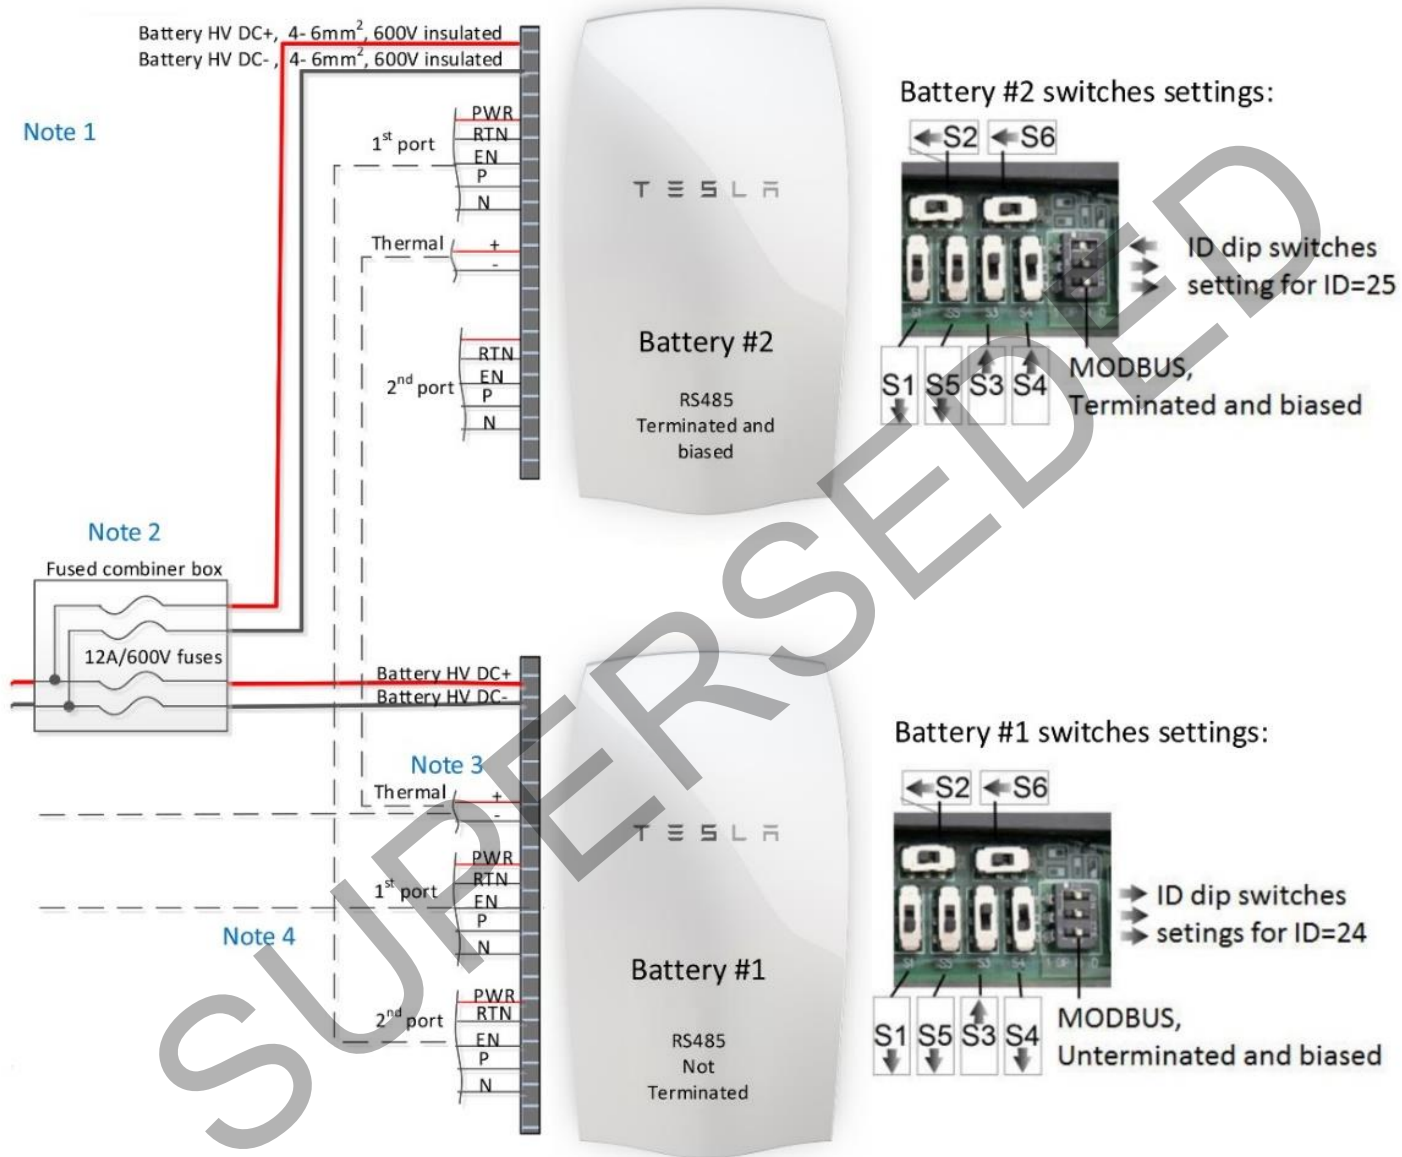 Battery HV DC+, 4- 6mm², 600V insulated
Battery HV DC-, 4- 6mm², 600V insulated
Note 1
1st port
PWR
RTN
EN
P
N
Thermal
+
-
2nd port
RTN
EN
P
N
TESLA
Battery #2
RS485
Terminated and
biased
Battery #2 switches settings:
S2
S6
ID dip switches
setting for ID=25
S1
S5
S3
S4
MODBUS,
Terminated and biased
Note 2
Fused combiner box
12A/600V fuses
Battery HV DC+
Battery HV DC-
Note 3
Thermal
+
-
1st port
PWR
RTN
EN
P
N
Note 4
2nd port
PWR
RTN
EN
P
N
TESLA
Battery #1
RS485
Not
Terminated
Battery #1 switches settings:
S2
S6
ID dip switches
setings for ID=24
S1
S5
S3
S4
MODBUS,
Unterminated and biased
SUPERSEDED